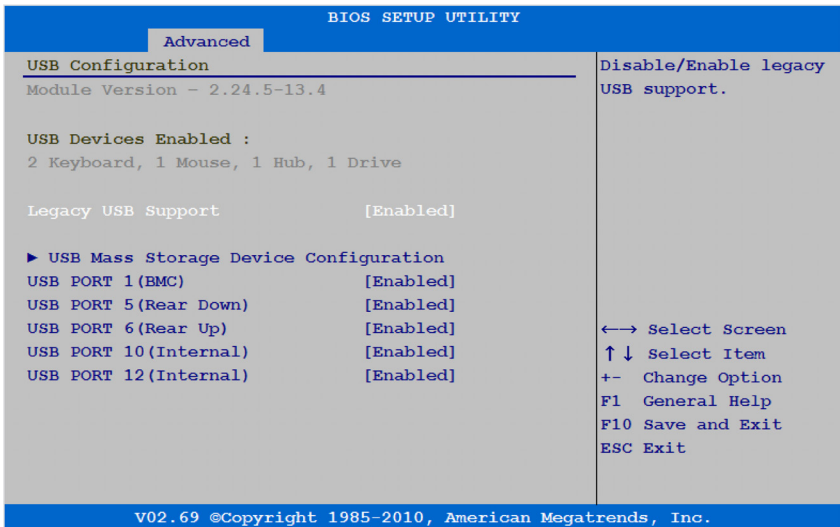 BIOS SETUP UTILITY
Advanced
USB Configuration
Module Version - 2.24.5-13.4
USB Devices Enabled :
2 Keyboard, 1 Mouse, 1 Hub, 1 Drive
Legacy USB Support [Enabled]
► USB Mass Storage Device Configuration
USB PORT 1(BMC) [Enabled]
USB PORT 5(Rear Down) [Enabled]
USB PORT 6(Rear Up) [Enabled]
USB PORT 10(Internal) [Enabled]
USB PORT 12(Internal) [Enabled]
Disable/Enable legacy
USB support.
←→ Select Screen
↑↓ Select Item
+- Change Option
F1 General Help
F10 Save and Exit
ESC Exit
V02.69 ©Copyright 1985-2010, American Megatrends, Inc.